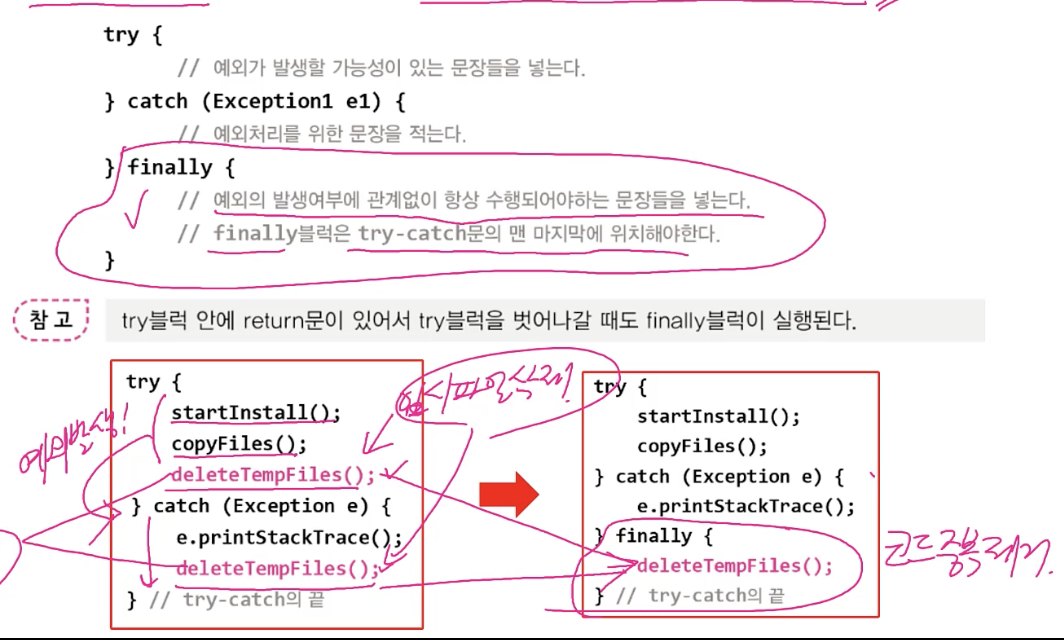 try {
// 예외가 발생할 가능성이 있는 문장들을 넣는다.
} catch (Exception1 e1) {
// 예외처리를 위한 문장을 적는다.
} finally {
// 예외의 발생여부에 관계없이 항상 수행되어야하는 문장들을 넣는다.
// finally블럭은 try-catch문의 맨 마지막에 위치해야한다.
}
참 고
try블럭 안에 return문이 있어서 try블럭을 벗어나갈 때도 finally블럭이 실행된다.
예외발생!
try {
startInstall();
copyFiles();
deleteTempFiles();
} catch (Exception e) {
e.printStackTrace();
deleteTempFiles();
} // try-catch의 끝
임시파일삭제!
try {
startInstall();
copyFiles();
} catch (Exception e) {
e.printStackTrace();
} finally {
deleteTempFiles();
} // try-catch의 끝
코드중복제거.